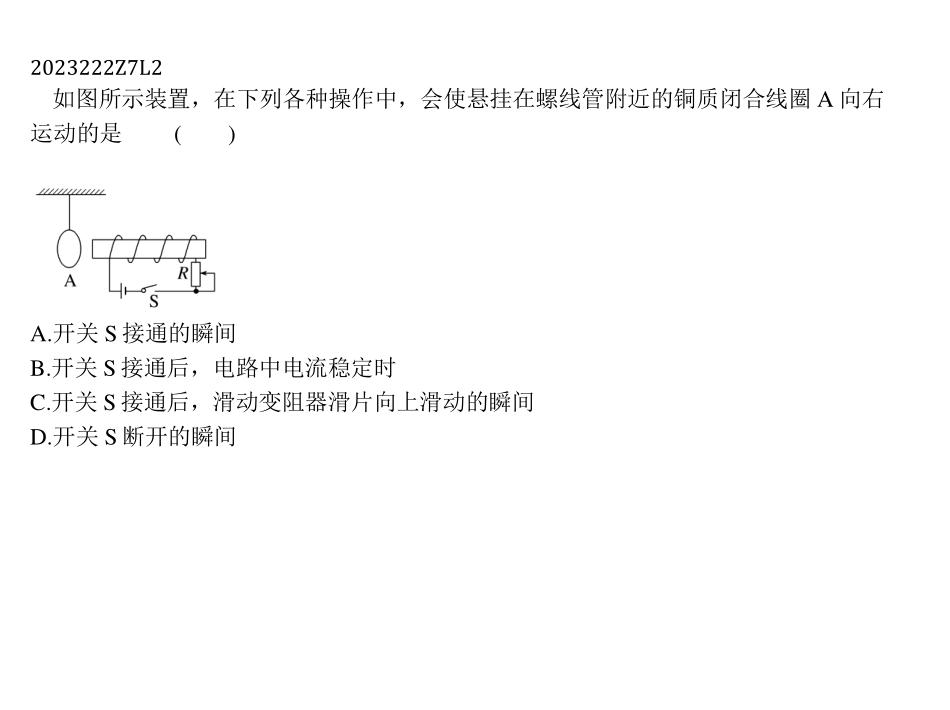 2023222Z7L2
如图所示装置，在下列各种操作中，会使悬挂在螺线管附近的铜质闭合线圈 A 向右
运动的是 (  )
A
R
S
A.开关 S 接通的瞬间
B.开关 S 接通后，电路中电流稳定时
C.开关 S 接通后，滑动变阻器滑片向上滑动的瞬间
D.开关 S 断开的瞬间